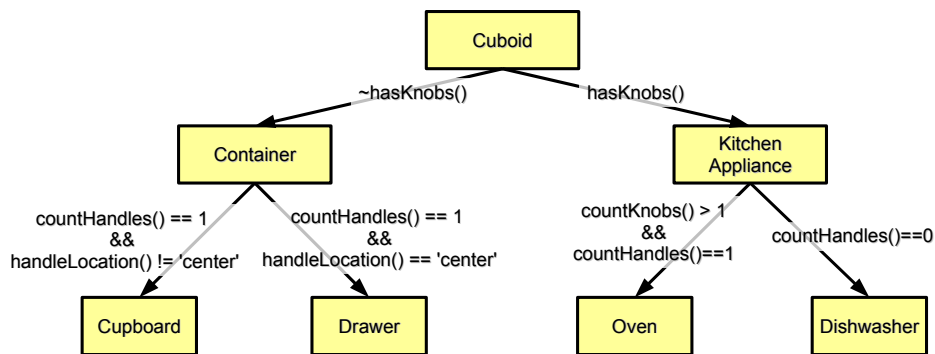 Cuboid
~hasKnobs()
hasKnobs()
Container
Kitchen
Appliance
countHandles() == 1
&&
handleLocation() != 'center'
countHandles() == 1
&&
handleLocation() == 'center'
countKnobs() > 1
&&
countHandles()==1
countHandles()==0
Cupboard
Drawer
Oven
Dishwasher